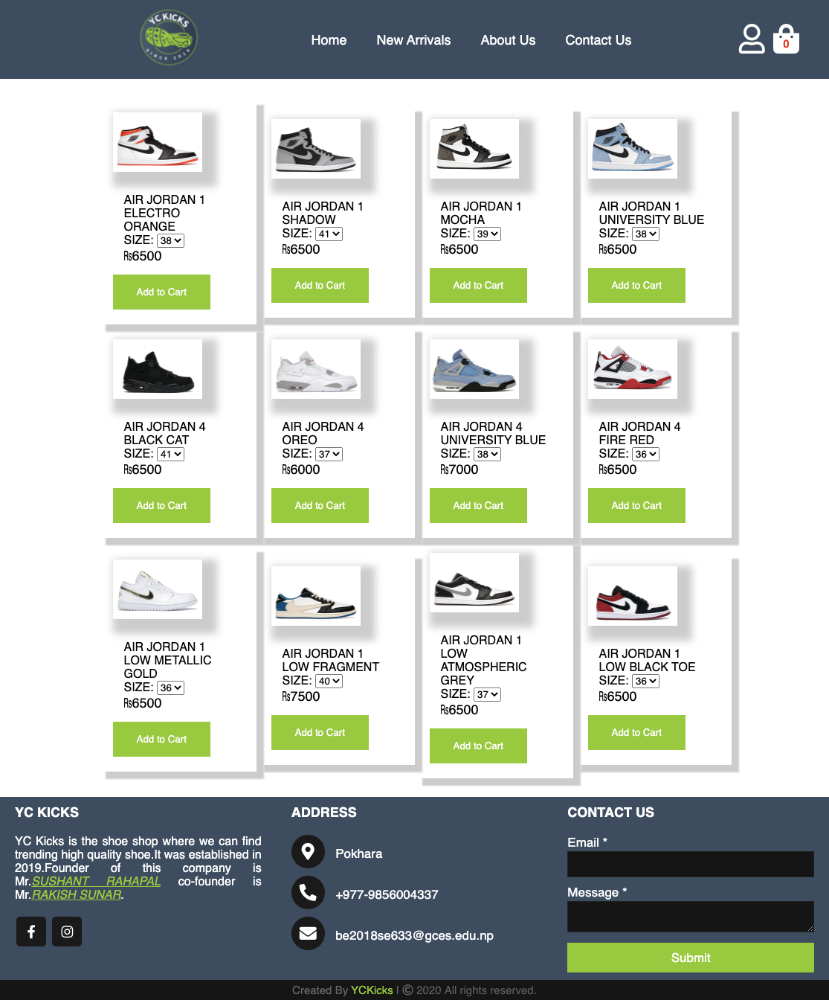 YC KICKS
SINCE 2019
Home
New Arrivals
About Us
Contact Us
0
AIR JORDAN 1
ELECTRO
ORANGE
SIZE: 38
₨6500
Add to Cart
AIR JORDAN 1
SHADOW
SIZE: 41
₨6500
Add to Cart
AIR JORDAN 1
MOCHA
SIZE: 39
₨6500
Add to Cart
AIR JORDAN 1
UNIVERSITY BLUE
SIZE: 38
₨6500
Add to Cart
AIR JORDAN 4
BLACK CAT
SIZE: 41
₨6500
Add to Cart
AIR JORDAN 4
OREO
SIZE: 37
₨6000
Add to Cart
AIR JORDAN 4
UNIVERSITY BLUE
SIZE: 38
₨7000
Add to Cart
AIR JORDAN 4
FIRE RED
SIZE: 36
₨6500
Add to Cart
AIR JORDAN 1
LOW METALLIC
GOLD
SIZE: 36
₨6500
Add to Cart
AIR JORDAN 1
LOW FRAGMENT
SIZE: 40
₨7500
Add to Cart
AIR JORDAN 1
LOW
ATMOSPHERIC
GREY
SIZE: 37
₨6500
Add to Cart
AIR JORDAN 1
LOW BLACK TOE
SIZE: 36
₨6500
Add to Cart
YC KICKS
YC Kicks is the shoe shop where we can find
trending high quality shoe.It was established in
2019.Founder of this company is
Mr.SUSHANT RAHAPAL co-founder is
Mr.RAKISH SUNAR.
ADDRESS
Pokhara
+977-9856004337
be2018se633@gces.edu.np
CONTACT US
Email *
Message *
Submit
Created By YCKicks | © 2020 All rights reserved.